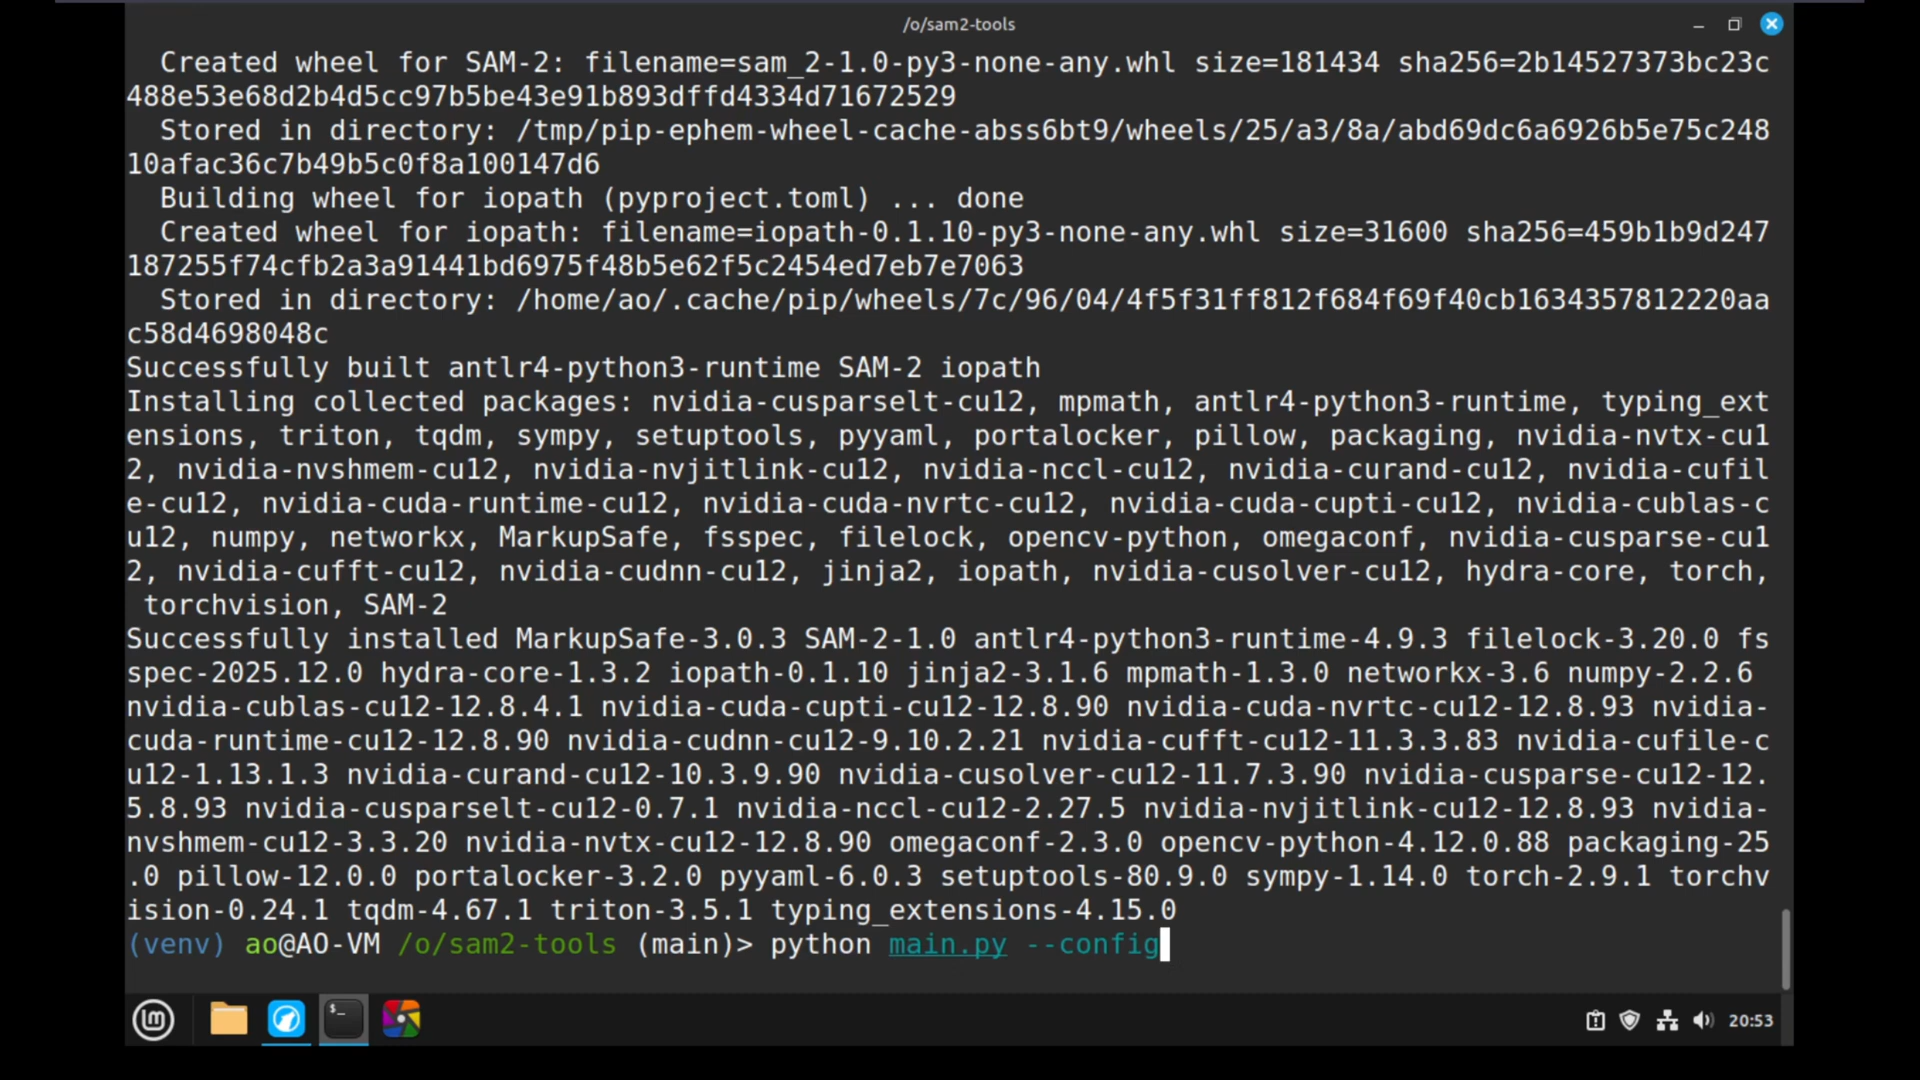 /o/sam2-tools
Created wheel for SAM-2: filename=sam_2-1.0-py3-none-any.whl size=181434 sha256=2b14527373bc23c
488e53e68d2b4d5cc97b5be43e91b893dffd4334d71672529
Stored in directory: /tmp/pip-ephem-wheel-cache-abss6bt9/wheels/25/a3/8a/abd69dc6a6926b5e75c248
10afac36c7b49b5c0f8a100147d6
Building wheel for iopath (pyproject.toml) ... done
Created wheel for iopath: filename=iopath-0.1.10-py3-none-any.whl size=31600 sha256=459b1b9d247
187255f74cfb2a3a91441bd6975f48b5e62f5c2454ed7eb7e7063
Stored in directory: /home/ao/.cache/pip/wheels/7c/96/04/4f5f31ff812f684f69f40cb1634357812220aa
c58d4698048c
Successfully built antlr4-python3-runtime SAM-2 iopath
Installing collected packages: nvidia-cusparselt-cu12, mpmath, antlr4-python3-runtime, typing_ext
ensions, triton, tqdm, sympy, setuptools, pyyaml, portalocker, pillow, packaging, nvidia-nvtx-cu1
2, nvidia-nvshmem-cu12, nvidia-nvjitlink-cu12, nvidia-nccl-cu12, nvidia-curand-cu12, nvidia-cufil
e-cu12, nvidia-cuda-runtime-cu12, nvidia-cuda-nvrtc-cu12, nvidia-cuda-cupti-cu12, nvidia-cublas-c
u12, numpy, networkx, MarkupSafe, fsspec, filelock, opencv-python, omegaconf, nvidia-cusparse-cu1
2, nvidia-cufft-cu12, nvidia-cudnn-cu12, jinja2, iopath, nvidia-cusolver-cu12, hydra-core, torch,
torchvision, SAM-2
Successfully installed MarkupSafe-3.0.3 SAM-2-1.0 antlr4-python3-runtime-4.9.3 filelock-3.20.0 fs
spec-2025.12.0 hydra-core-1.3.2 iopath-0.1.10 jinja2-3.1.6 mpmath-1.3.0 networkx-3.6 numpy-2.2.6
nvidia-cublas-cu12-12.8.4.1 nvidia-cuda-cupti-cu12-12.8.90 nvidia-cuda-nvrtc-cu12-12.8.93 nvidia-
cuda-runtime-cu12-12.8.90 nvidia-cudnn-cu12-9.10.2.21 nvidia-cufft-cu12-11.3.3.83 nvidia-cufile-c
u12-1.13.1.3 nvidia-curand-cu12-10.3.9.90 nvidia-cusolver-cu12-11.7.3.90 nvidia-cusparse-cu12-12.
5.8.93 nvidia-cusparselt-cu12-0.7.1 nvidia-nccl-cu12-2.27.5 nvidia-nvjitlink-cu12-12.8.93 nvidia-
nvshmem-cu12-3.3.20 nvidia-nvtx-cu12-12.8.90 omegaconf-2.3.0 opencv-python-4.12.0.88 packaging-25
.0 pillow-12.0.0 portalocker-3.2.0 pyyaml-6.0.3 setuptools-80.9.0 sympy-1.14.0 torch-2.9.1 torchv
ision-0.24.1 tqdm-4.67.1 triton-3.5.1 typing_extensions-4.15.0
(venv) ao@AO-VM /o/sam2-tools (main)> python main.py --config
20:53